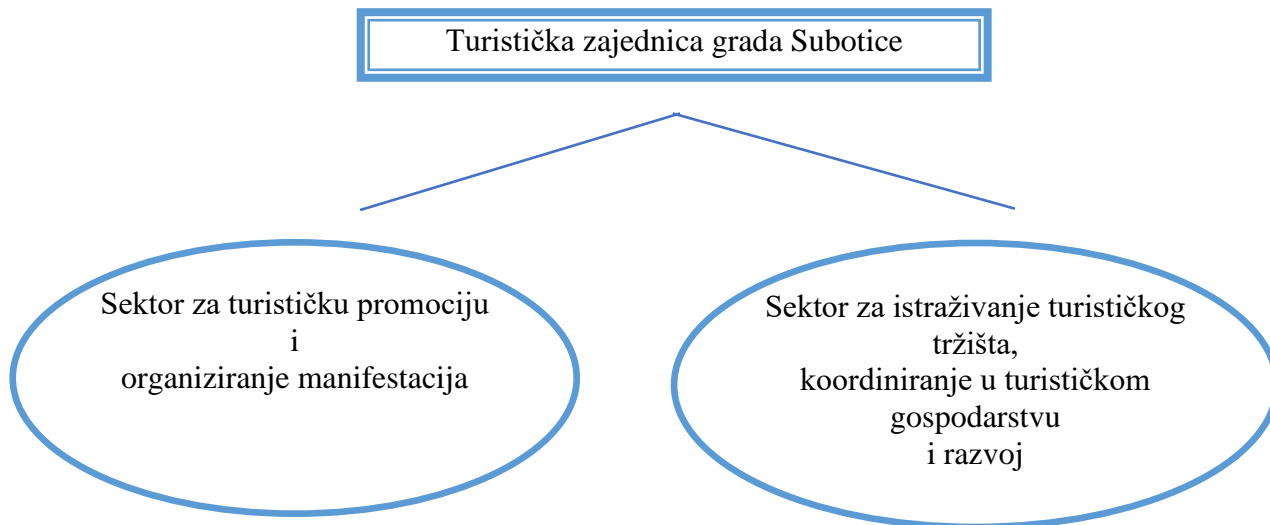 Turistička zajednica grada Subotice
Sektor za turističku promociju
i
organiziranje manifestacija
Sektor za istraživanje turističkog
tržišta,
koordiniranje u turističkom
gospodarstvu
i razvoj